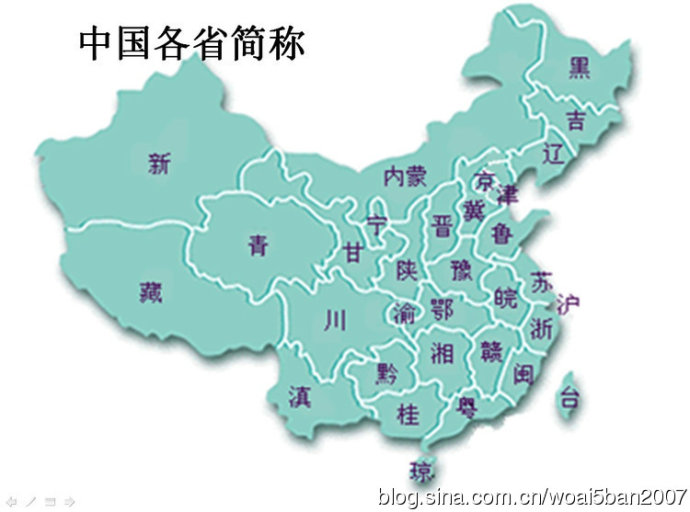 中国各省简称
黑
吉
辽
新
内蒙
京
津
冀
宁
晋
鲁
青
甘
陕
豫
苏
藏
皖
沪
川
渝
鄂
浙
湘
赣
黔
闽
滇
台
桂
粤
琼
blog.sina.com.cn/woai5ban2007